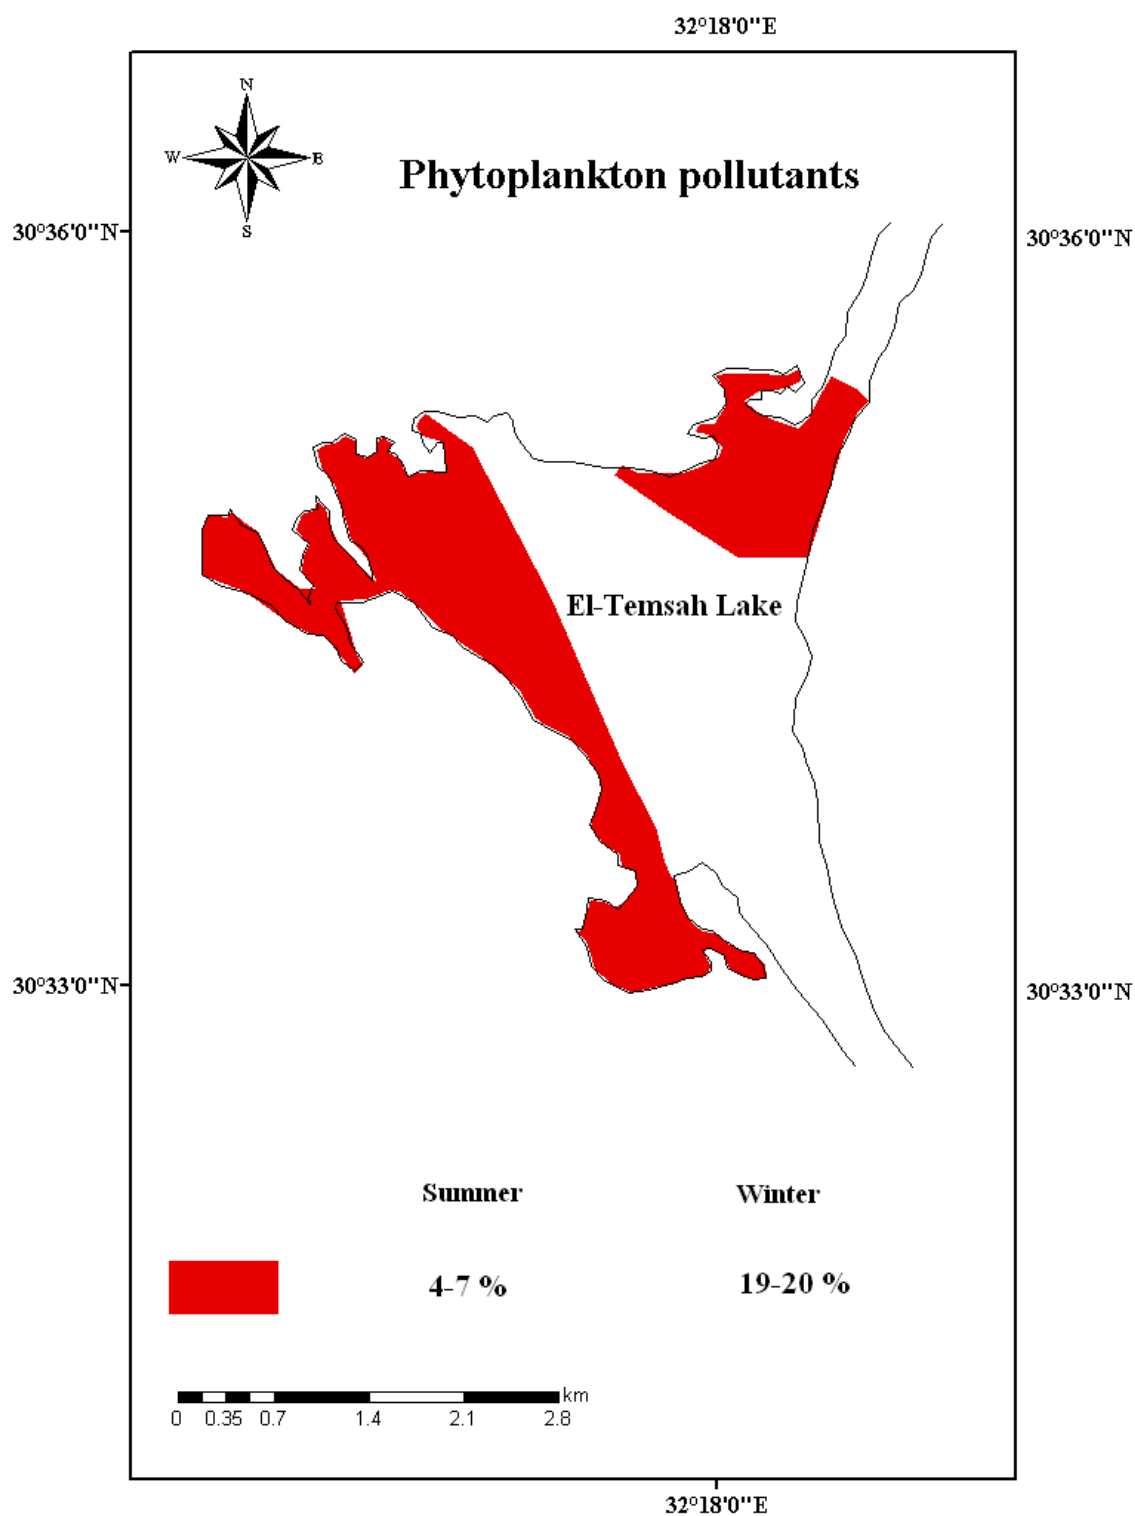 32°18'0"E
N
W E
S
Phytoplankton pollutants
30°36'0"N
30°36'0"N
El-Temsah Lake
30°33'0"N
30°33'0"N
Summer Winter
4-7 % 19-20 %
km
0 0.35 0.7 1.4 2.1 2.8
32°18'0"E